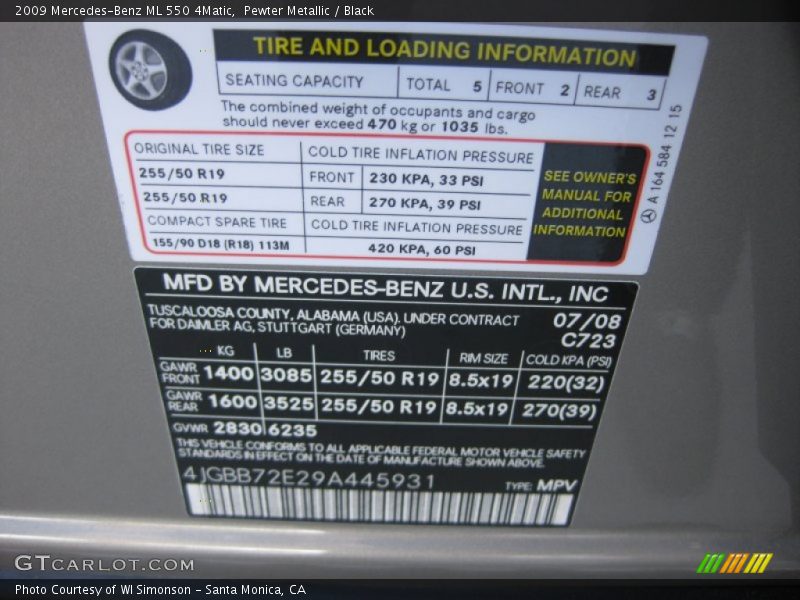 2009 Mercedes-Benz ML 550 4Matic, Pewter Metallic / Black
TIRE AND LOADING INFORMATION
SEATING CAPACITY TOTAL 5 FRONT 2 REAR 3
The combined weight of occupants and cargo
should never exceed 470 kg or 1035 lbs.
ORIGINAL TIRE SIZE COLD TIRE INFLATION PRESSURE
255/50 R19 FRONT 230 KPA, 33 PSI
255/50 R19 REAR 270 KPA, 39 PSI
COMPACT SPARE TIRE COLD TIRE INFLATION PRESSURE
155/90 D18 (R18) 113M 420 KPA, 60 PSI
SEE OWNER'S
MANUAL FOR
ADDITIONAL
INFORMATION
A 164 584 12 15
MFD BY MERCEDES-BENZ U.S. INTL., INC
TUSCALOOSA COUNTY, ALABAMA (USA). UNDER CONTRACT 07/08
FOR DAIMLER AG, STUTTGART (GERMANY) C723
KG LB TIRES RIM SIZE COLD KPA (PSI)
GAWR FRONT 1400 3085 255/50 R19 8.5x19 220(32)
GAWR REAR 1600 3525 255/50 R19 8.5x19 270(39)
GVWR 2830 6235
THIS VEHICLE CONFORMS TO ALL APPLICABLE FEDERAL MOTOR VEHICLE SAFETY
STANDARDS IN EFFECT ON THE DATE OF MANUFACTURE SHOWN ABOVE.
4JGBB72E29A445931 TYPE: MPV
GTCARLOT.COM
Photo Courtesy of WI Simonson - Santa Monica, CA